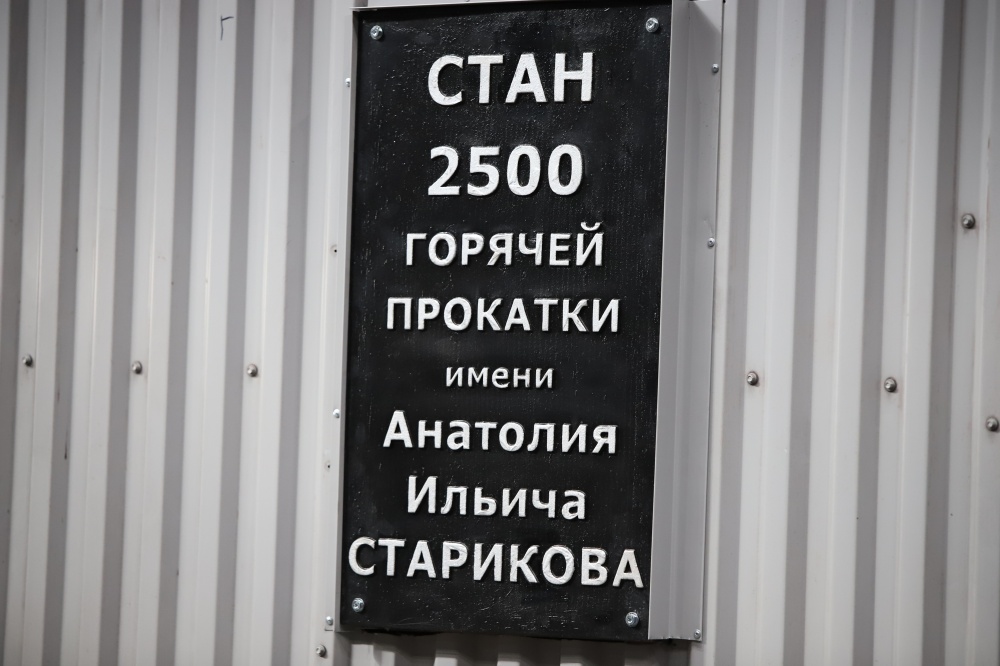 СТАН
2500
ГОРЯЧЕЙ
ПРОКАТКИ
имени
Анатолия
Ильича
СТАРИКОВА